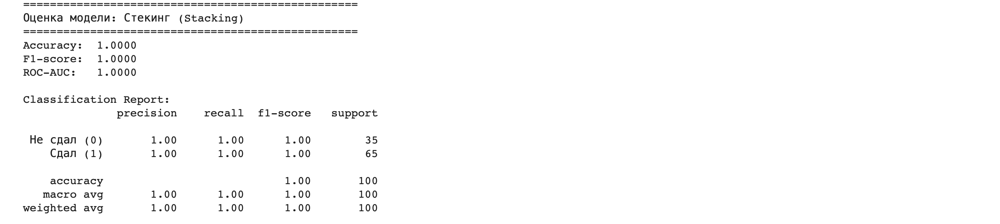 ==================================================
Оценка модели: Стекинг (Stacking)
==================================================
Accuracy:  1.0000
F1-score:  1.0000
ROC-AUC:   1.0000
Classification Report:
              precision    recall  f1-score   support
 Не сдал (0)       1.00      1.00      1.00        35
    Сдал (1)       1.00      1.00      1.00        65
    accuracy                           1.00       100
   macro avg       1.00      1.00      1.00       100
weighted avg       1.00      1.00      1.00       100